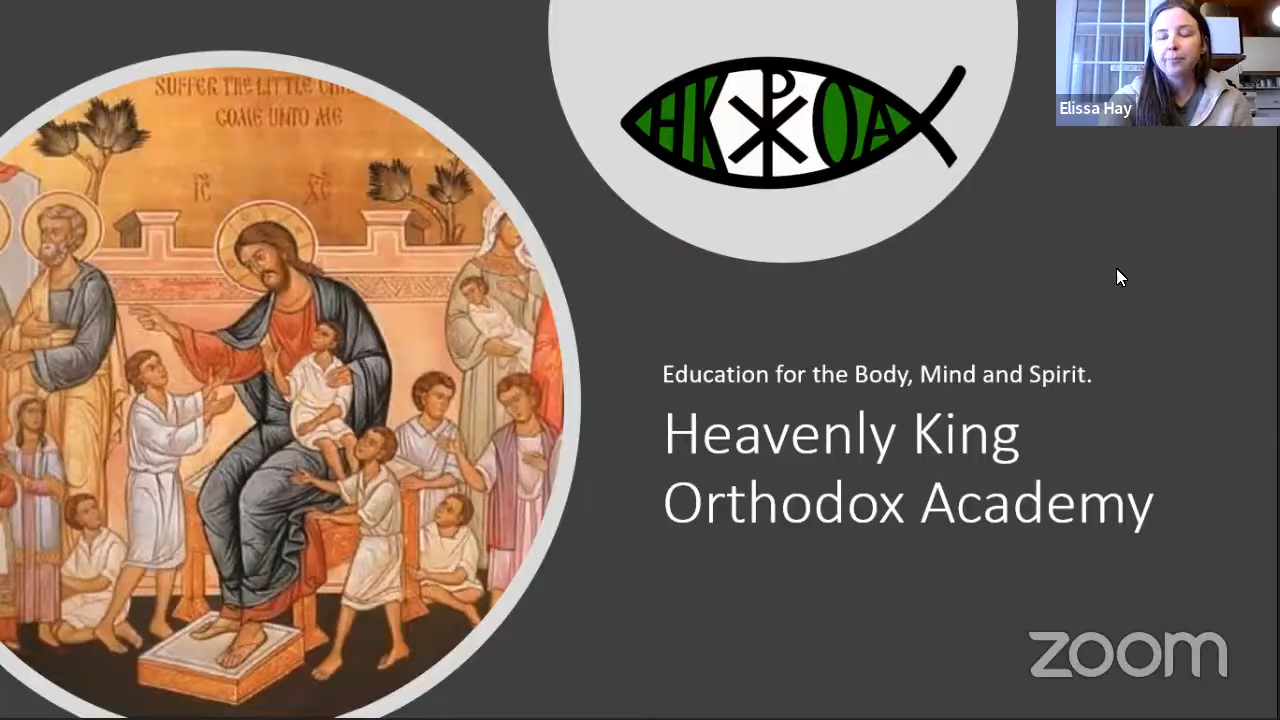 SUFFER THE LITTLE
COME UNTO ME
IC XC
HK OA
Elissa Hay
Education for the Body, Mind and Spirit.
Heavenly King
Orthodox Academy
zoom